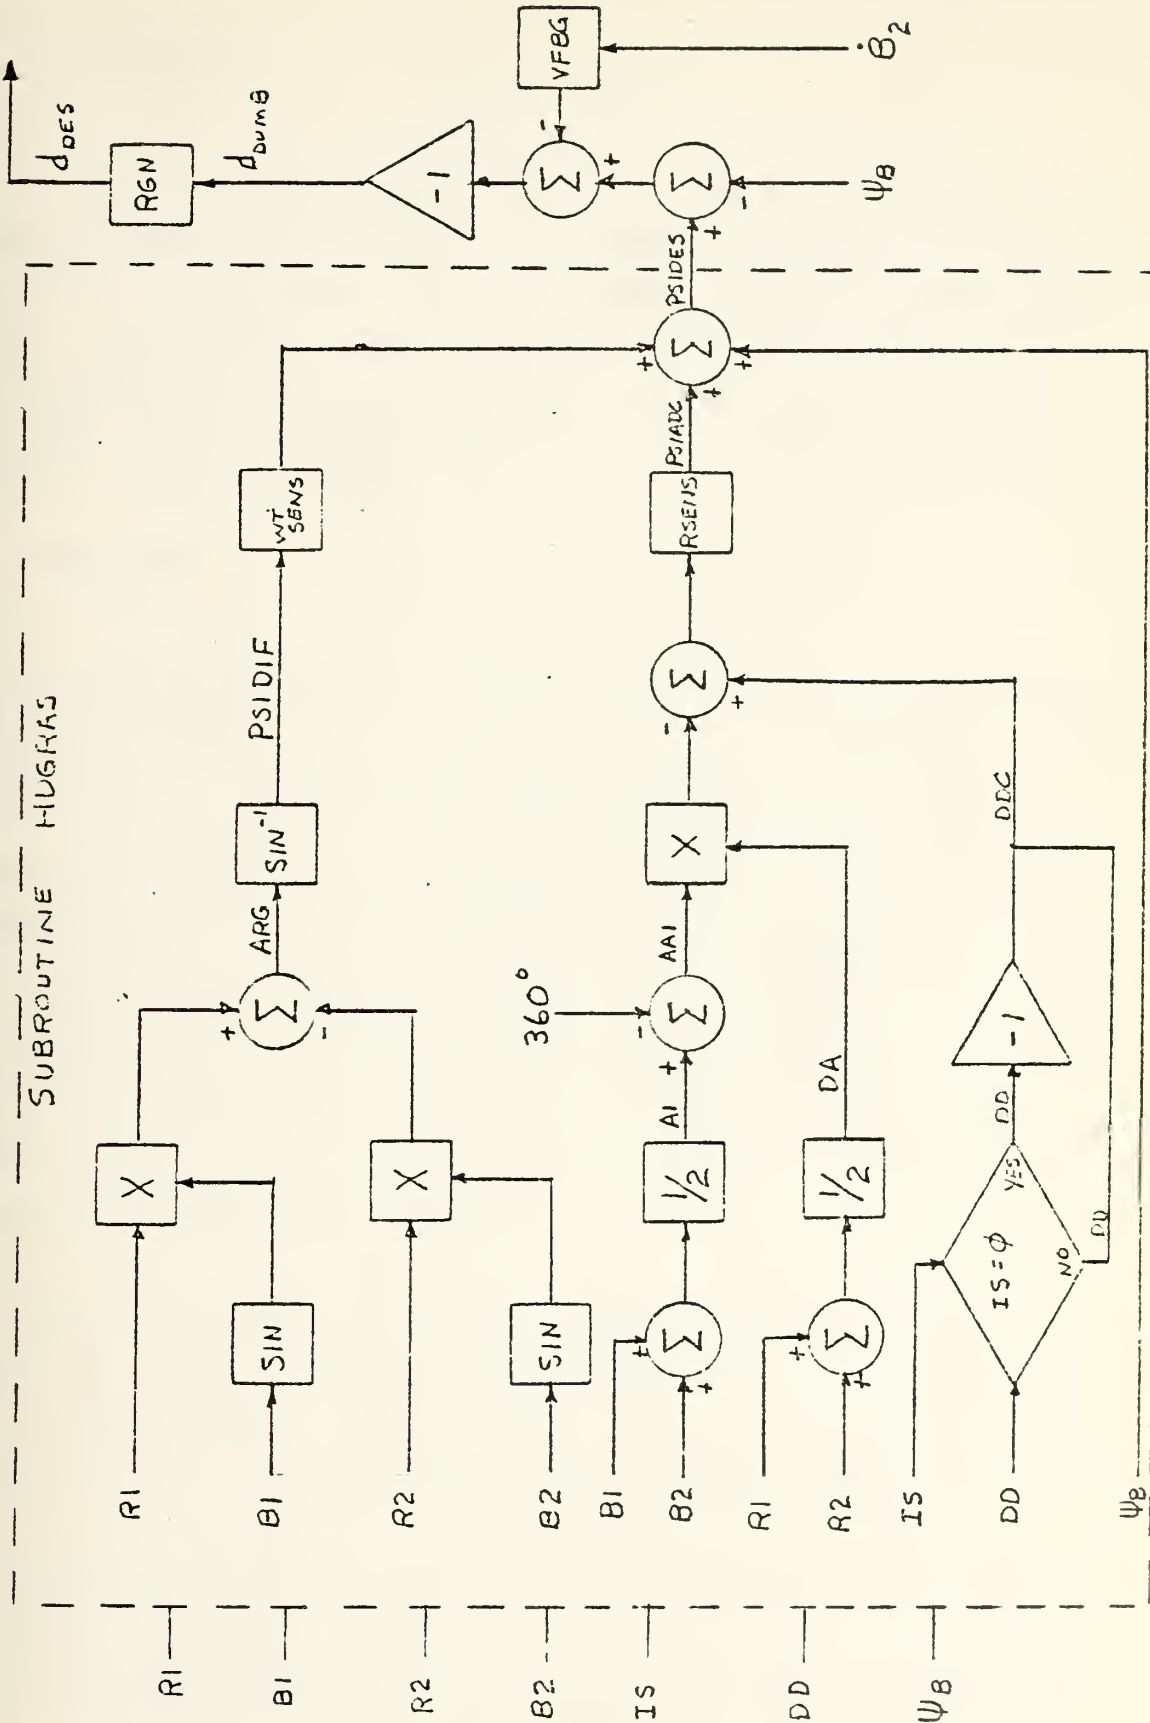 SUBROUTINE HUGRAS
R1
B1
R2
B2
IS
DD
ΨB
R1
X
B1
SIN
+
Σ
-
ARG
SIN⁻¹
PSIDIF
WT SENS
R2
X
B2
SIN
B1
B2
+
Σ
+
1/2
A1
+
Σ
-
360°
AA1
X
-
Σ
+
RSENS
PSIADC
+
Σ
+
+
PSIDES
R1
R2
+
Σ
+
1/2
DA
IS
DD
IS=ϕ
YES
NO
DD
DD
-1
DDC
ΨB
+
Σ
-
ΨB
+
Σ
-
VFBG
Ḃ2
-1
dDUMB
RGN
dDES